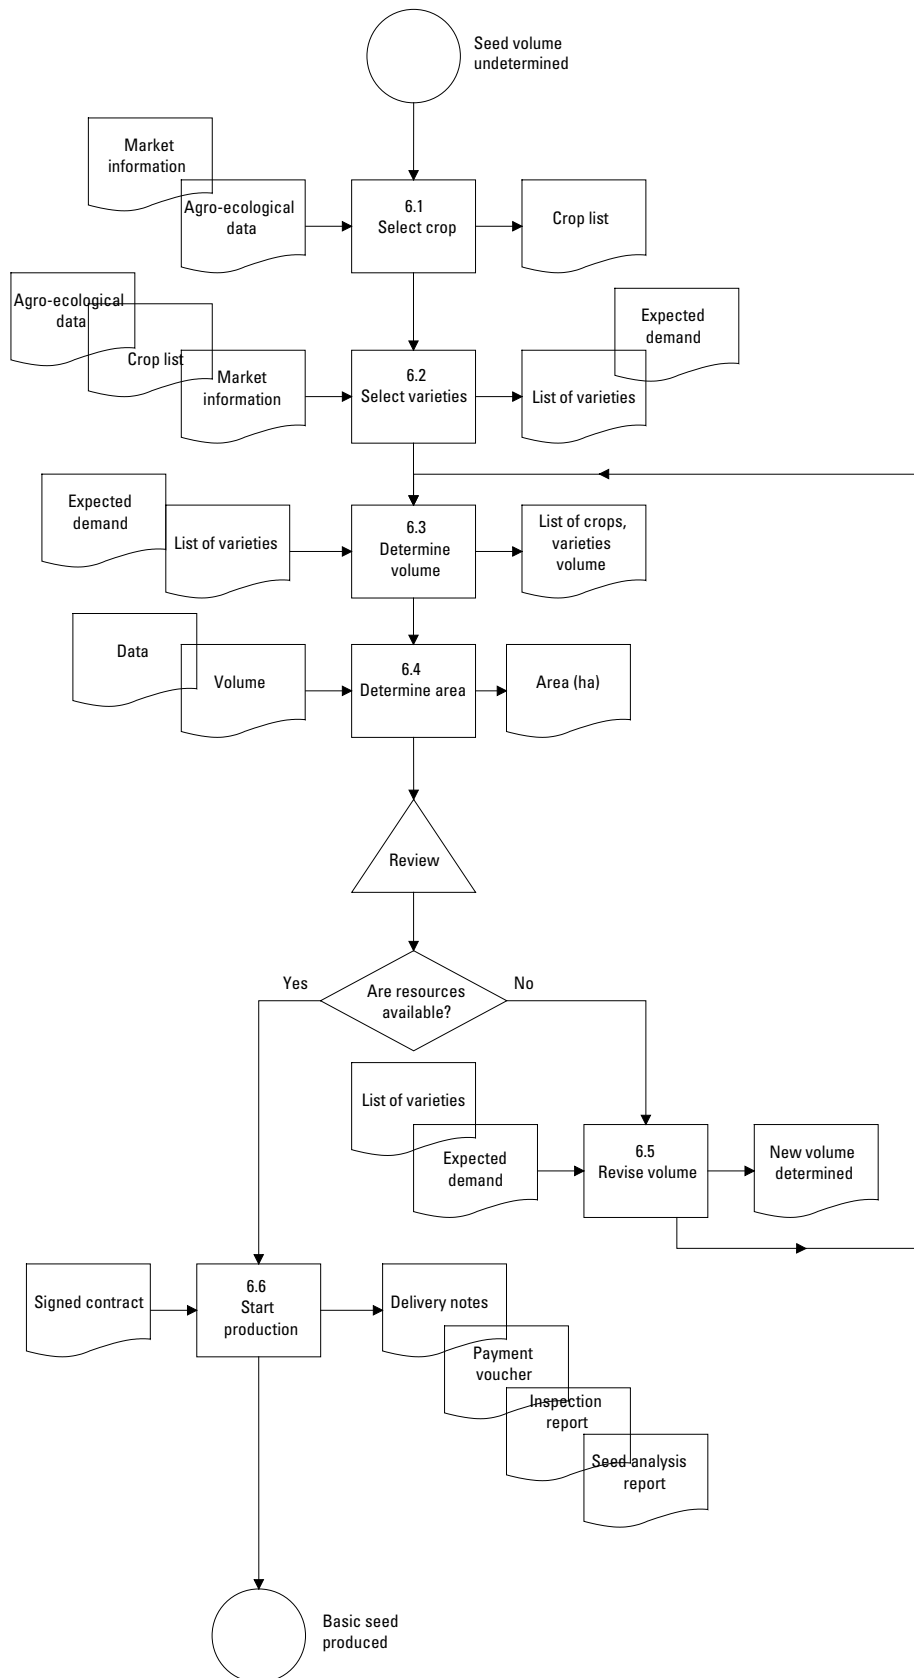 Seed volume
undetermined
Market
information
Agro-ecological
data
6.1
Select crop
Crop list
Agro-ecological
data
Crop list
Market
information
6.2
Select varieties
Expected
demand
List of varieties
Expected
demand
List of varieties
6.3
Determine
volume
List of crops,
varieties
volume
Data
Volume
6.4
Determine area
Area (ha)
Review
Yes
Are resources
available?
No
List of varieties
Expected
demand
6.5
Revise volume
New volume
determined
Signed contract
6.6
Start
production
Delivery notes
Payment
voucher
Inspection
report
Seed analysis
report
Basic seed
produced